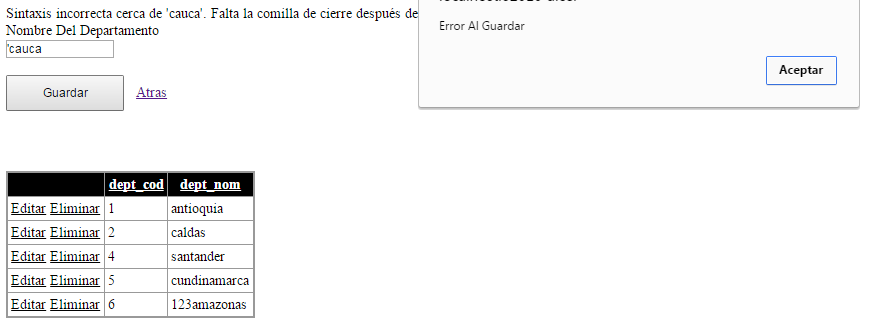 Sintaxis incorrecta cerca de 'cauca'. Falta la comilla de cierre después de
Error Al Guardar
Nombre Del Departamento
'cauca
Aceptar
Guardar Atras
dept_cod dept_nom
Editar Eliminar 1 antioquia
Editar Eliminar 2 caldas
Editar Eliminar 4 santander
Editar Eliminar 5 cundinamarca
Editar Eliminar 6 123amazonas